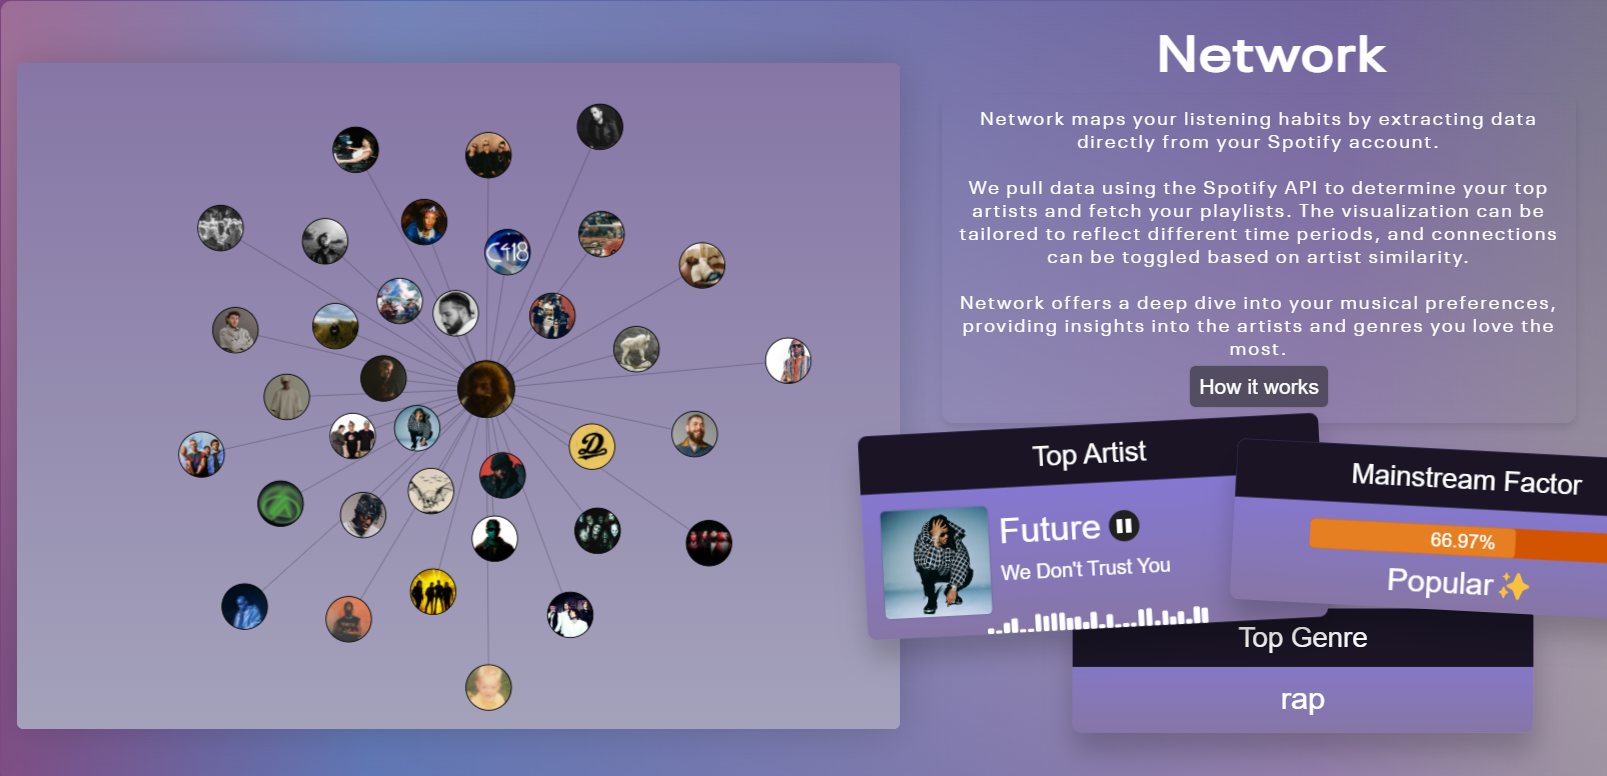 Network
Network maps your listening habits by extracting data
directly from your Spotify account.
We pull data using the Spotify API to determine your top
artists and fetch your playlists. The visualization can be
tailored to reflect different time periods, and connections
can be toggled based on artist similarity.
Network offers a deep dive into your musical preferences,
providing insights into the artists and genres you love the
most.
How it works
Top Artist
Future
We Don't Trust You
Mainstream Factor
66.97%
Popular✨
Top Genre
rap
C418
D